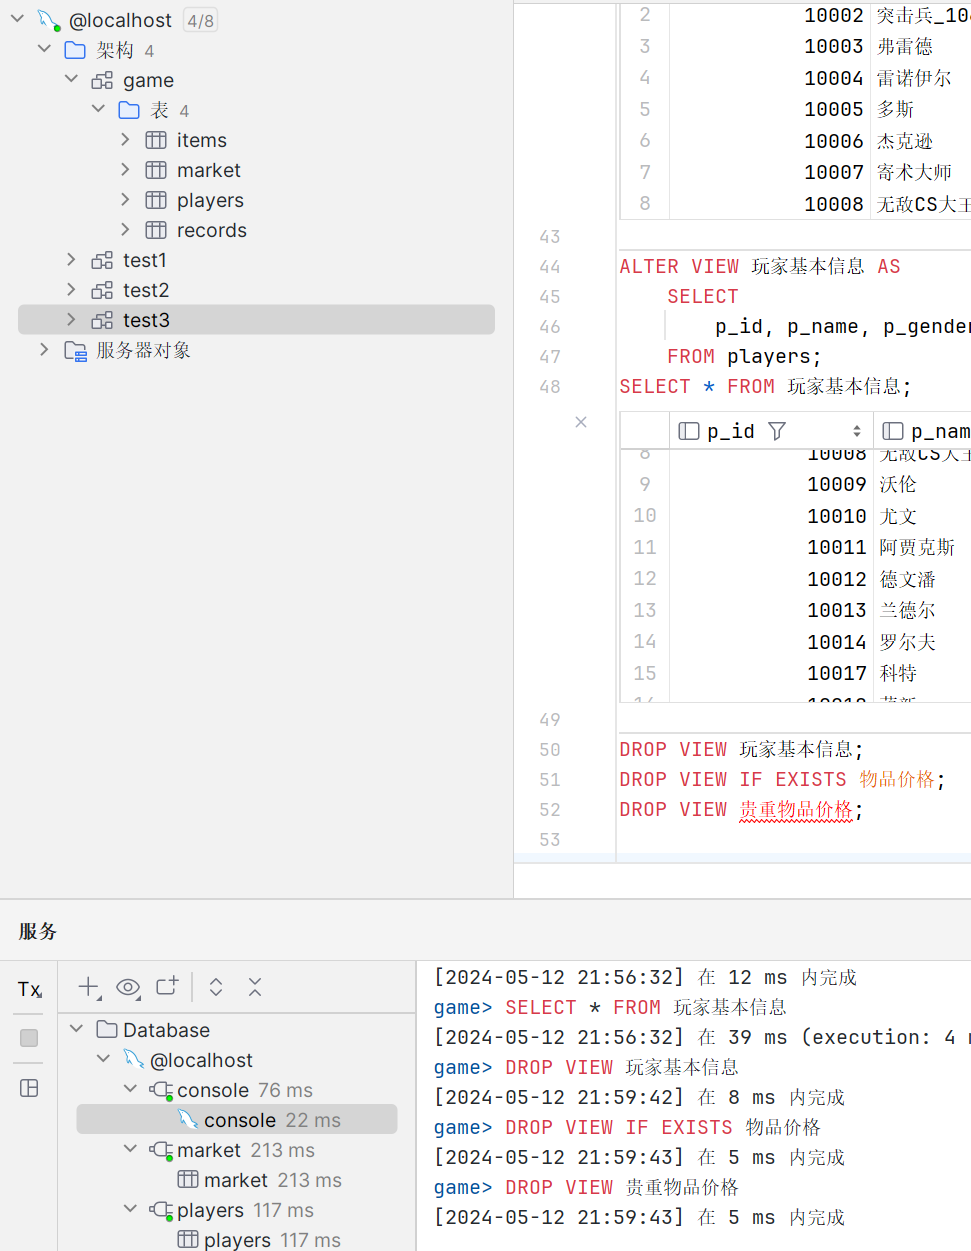 @localhost 4/8
架构 4
game
表 4
items
market
players
records
test1
test2
test3
服务器对象
2 10002 突击兵_10
3 10003 弗雷德
4 10004 雷诺伊尔
5 10005 多斯
6 10006 杰克逊
7 10007 寄术大师
8 10008 无敌CS大王
43
44 ALTER VIEW 玩家基本信息 AS
45 SELECT
46 p_id, p_name, p_gender
47 FROM players;
48 SELECT * FROM 玩家基本信息;
p_id p_nam
8 10008 无敌CS大王
9 10009 沃伦
10 10010 尤文
11 10011 阿贾克斯
12 10012 德文潘
13 10013 兰德尔
14 10014 罗尔夫
15 10017 科特
49
50 DROP VIEW 玩家基本信息;
51 DROP VIEW IF EXISTS 物品价格;
52 DROP VIEW 贵重物品价格;
53
服务
Tx
Database
@localhost
console 76 ms
console 22 ms
market 213 ms
market 213 ms
players 117 ms
players 117 ms
[2024-05-12 21:56:32] 在 12 ms 内完成
game> SELECT * FROM 玩家基本信息
[2024-05-12 21:56:32] 在 39 ms (execution: 4 m
game> DROP VIEW 玩家基本信息
[2024-05-12 21:59:42] 在 8 ms 内完成
game> DROP VIEW IF EXISTS 物品价格
[2024-05-12 21:59:43] 在 5 ms 内完成
game> DROP VIEW 贵重物品价格
[2024-05-12 21:59:43] 在 5 ms 内完成